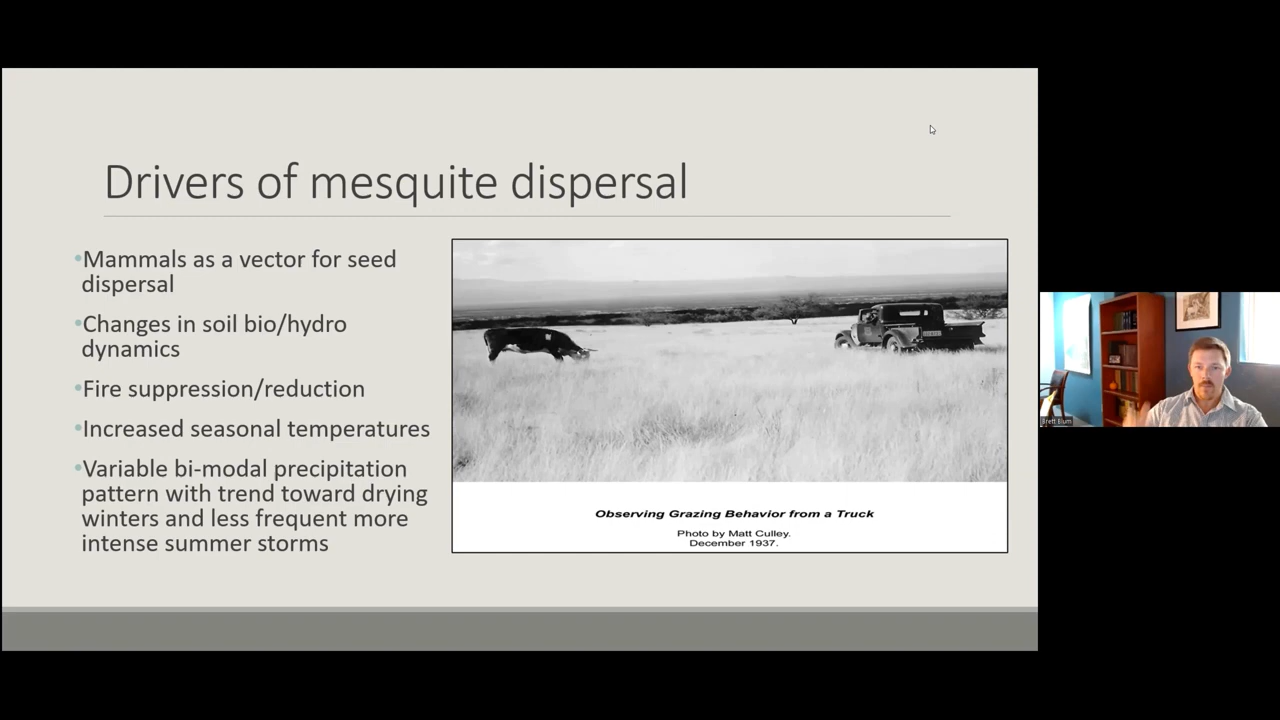 Drivers of mesquite dispersal
•Mammals as a vector for seed
dispersal
•Changes in soil bio/hydro
dynamics
•Fire suppression/reduction
•Increased seasonal temperatures
•Variable bi-modal precipitation
pattern with trend toward drying
winters and less frequent more
intense summer storms
Observing Grazing Behavior from a Truck
Photo by Matt Culley.
December 1937.
Brett Blum